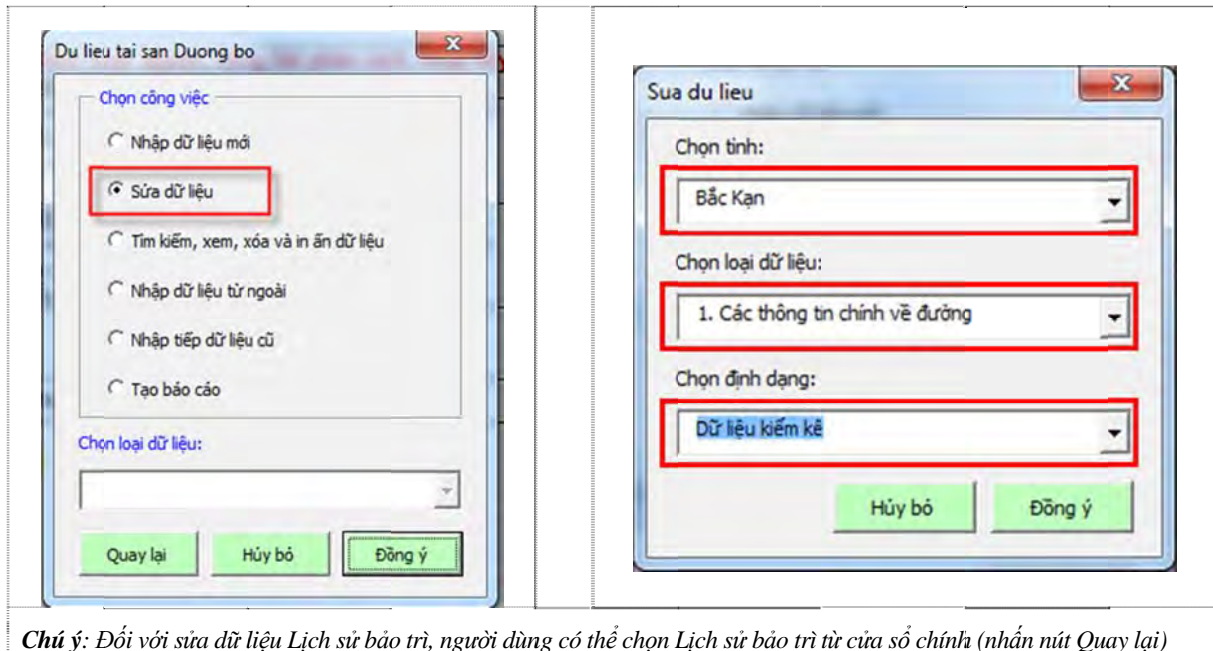 Du lieu tai san Duong bo
Chọn công việc
Nhập dữ liệu mới
Sửa dữ liệu
Tìm kiếm, xem, xóa và in ấn dữ liệu
Nhập dữ liệu từ ngoài
Nhập tiếp dữ liệu cũ
Tạo báo cáo
Chọn loại dữ liệu:
Quay lại
Hủy bỏ
Đồng ý
Sua du lieu
Chọn tỉnh:
Bắc Kạn
Chọn loại dữ liệu:
1. Các thông tin chính về đường
Chọn định dạng:
Dữ liệu kiểm kê
Hủy bỏ
Đồng ý
Chú ý: Đối với sửa dữ liệu Lịch sử bảo trì, người dùng có thể chọn Lịch sử bảo trì từ cửa sổ chính (nhấn nút Quay lại)